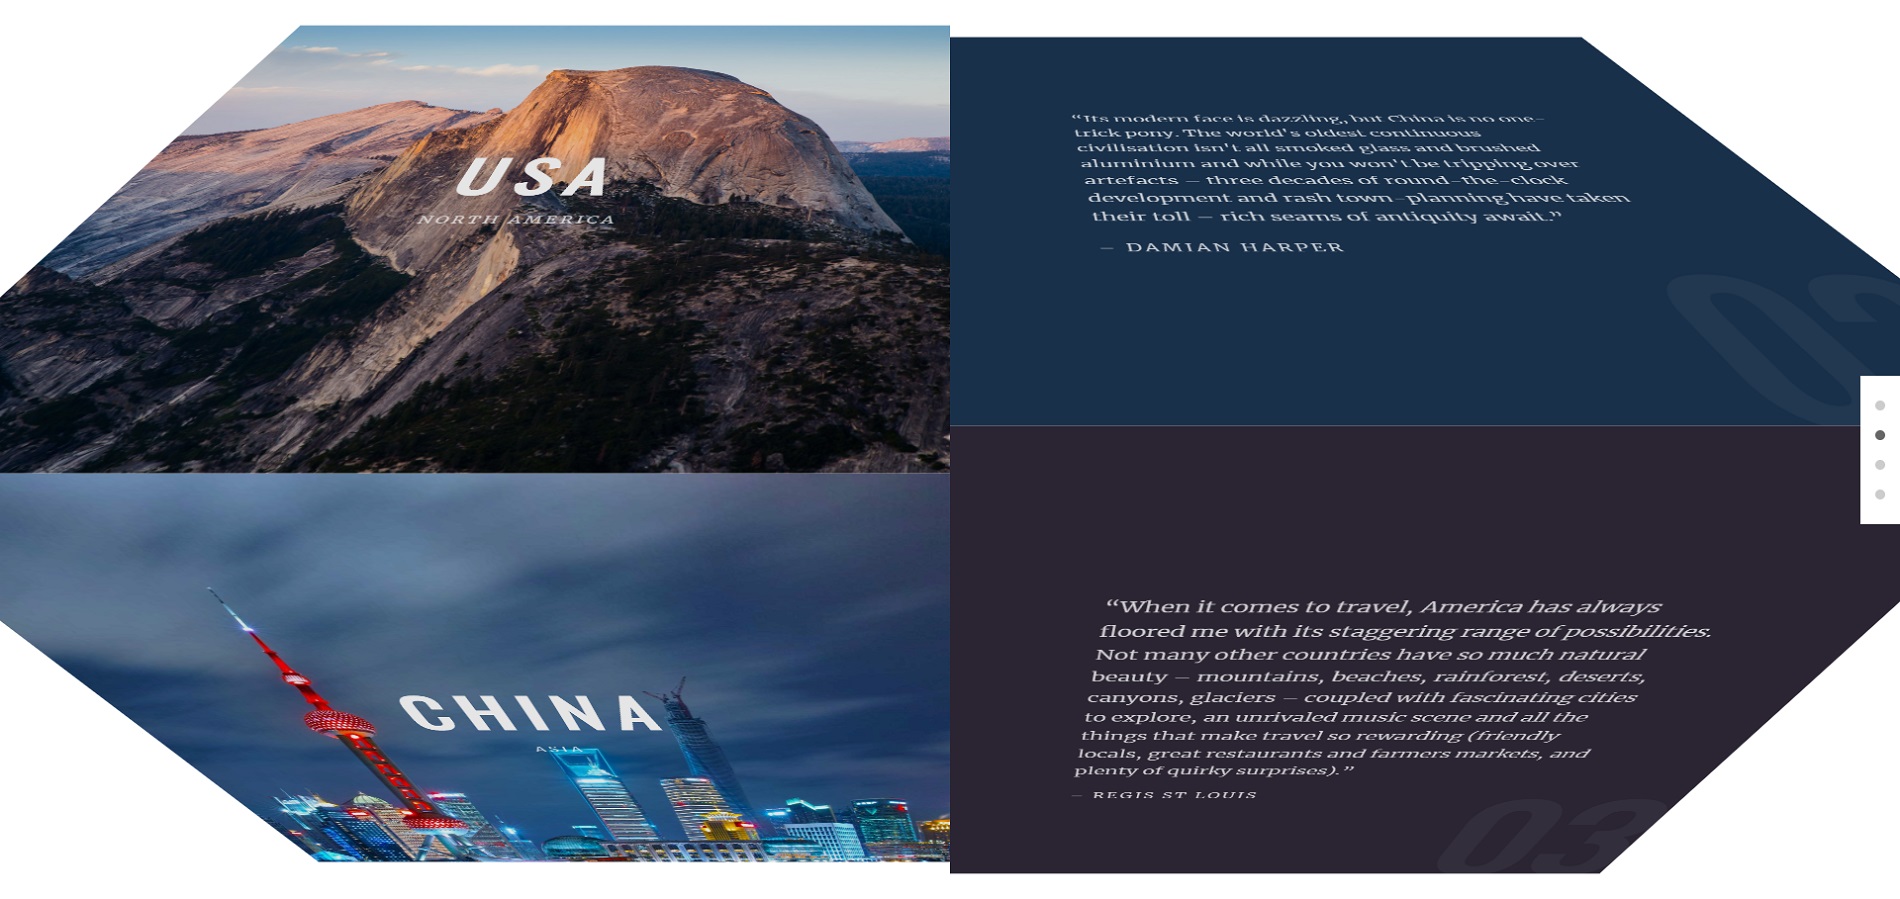 USA
NORTH AMERICA
CHINA
ASIA
“Its modern face is dazzling, but China is no one-
trick pony. The world's oldest continuous
civilisation isn't all smoked glass and brushed
aluminium and while you won't be tripping over
artefacts – three decades of round-the-clock
development and rash town-planning have taken
their toll – rich seams of antiquity await.”
– DAMIAN HARPER
02
“When it comes to travel, America has always
floored me with its staggering range of possibilities.
Not many other countries have so much natural
beauty – mountains, beaches, rainforest, deserts,
canyons, glaciers – coupled with fascinating cities
to explore, an unrivaled music scene and all the
things that make travel so rewarding (friendly
locals, great restaurants and farmers markets, and
plenty of quirky surprises).”
– REGIS ST LOUIS
03